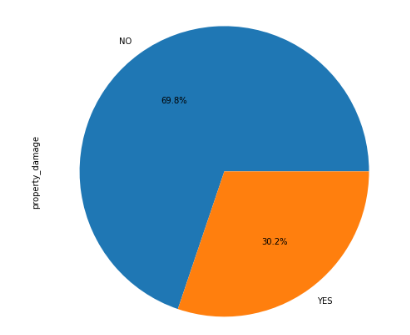 NO
69.8%
property_damage
30.2%
YES